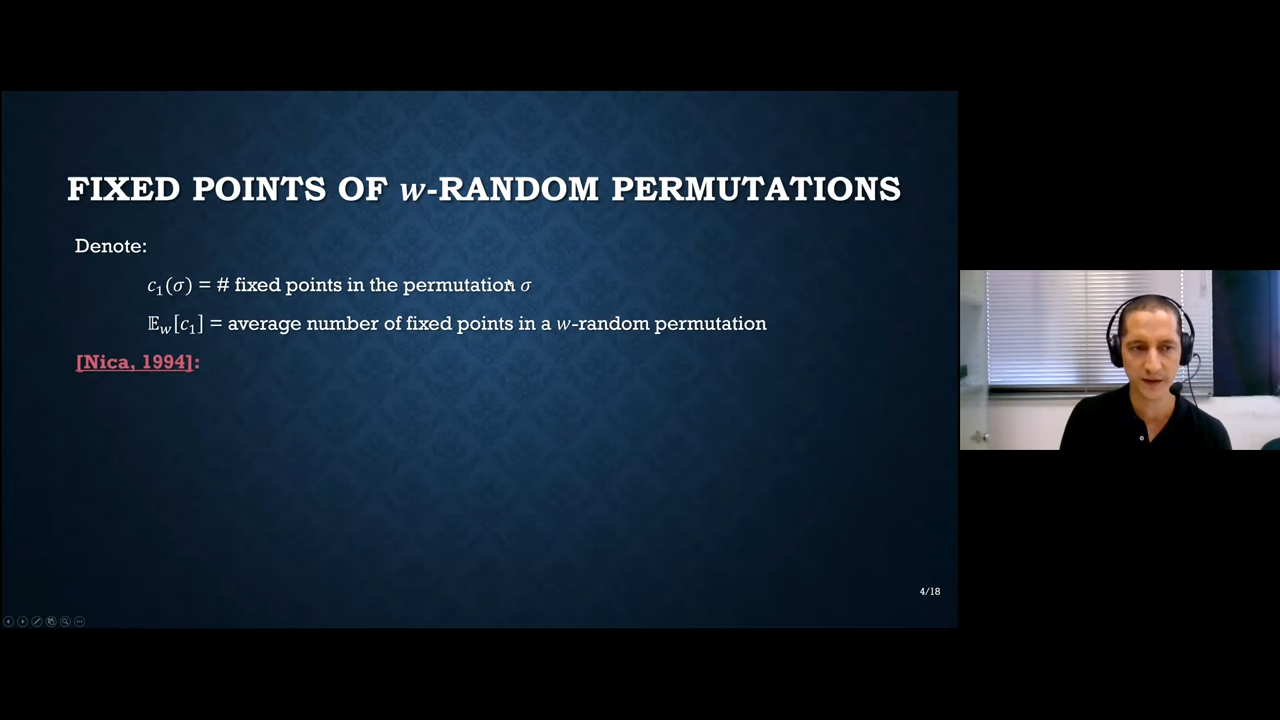 FIXED POINTS OF 𝑤-RANDOM PERMUTATIONS
Denote:
𝑐₁(𝜎) = # fixed points in the permutation 𝜎
𝔼𝑤[𝑐₁] = average number of fixed points in a 𝑤-random permutation
[Nica, 1994]:
4/18